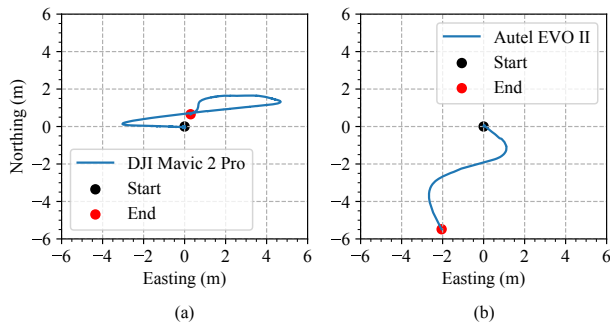 6
4
2
0
−2
−4
−6
Northing (m)
DJI Mavic 2 Pro
Start
End
−6 −4 −2 0 2 4 6
Easting (m)
(a)
6
4
2
0
−2
−4
−6
Autel EVO II
Start
End
−6 −4 −2 0 2 4 6
Easting (m)
(b)